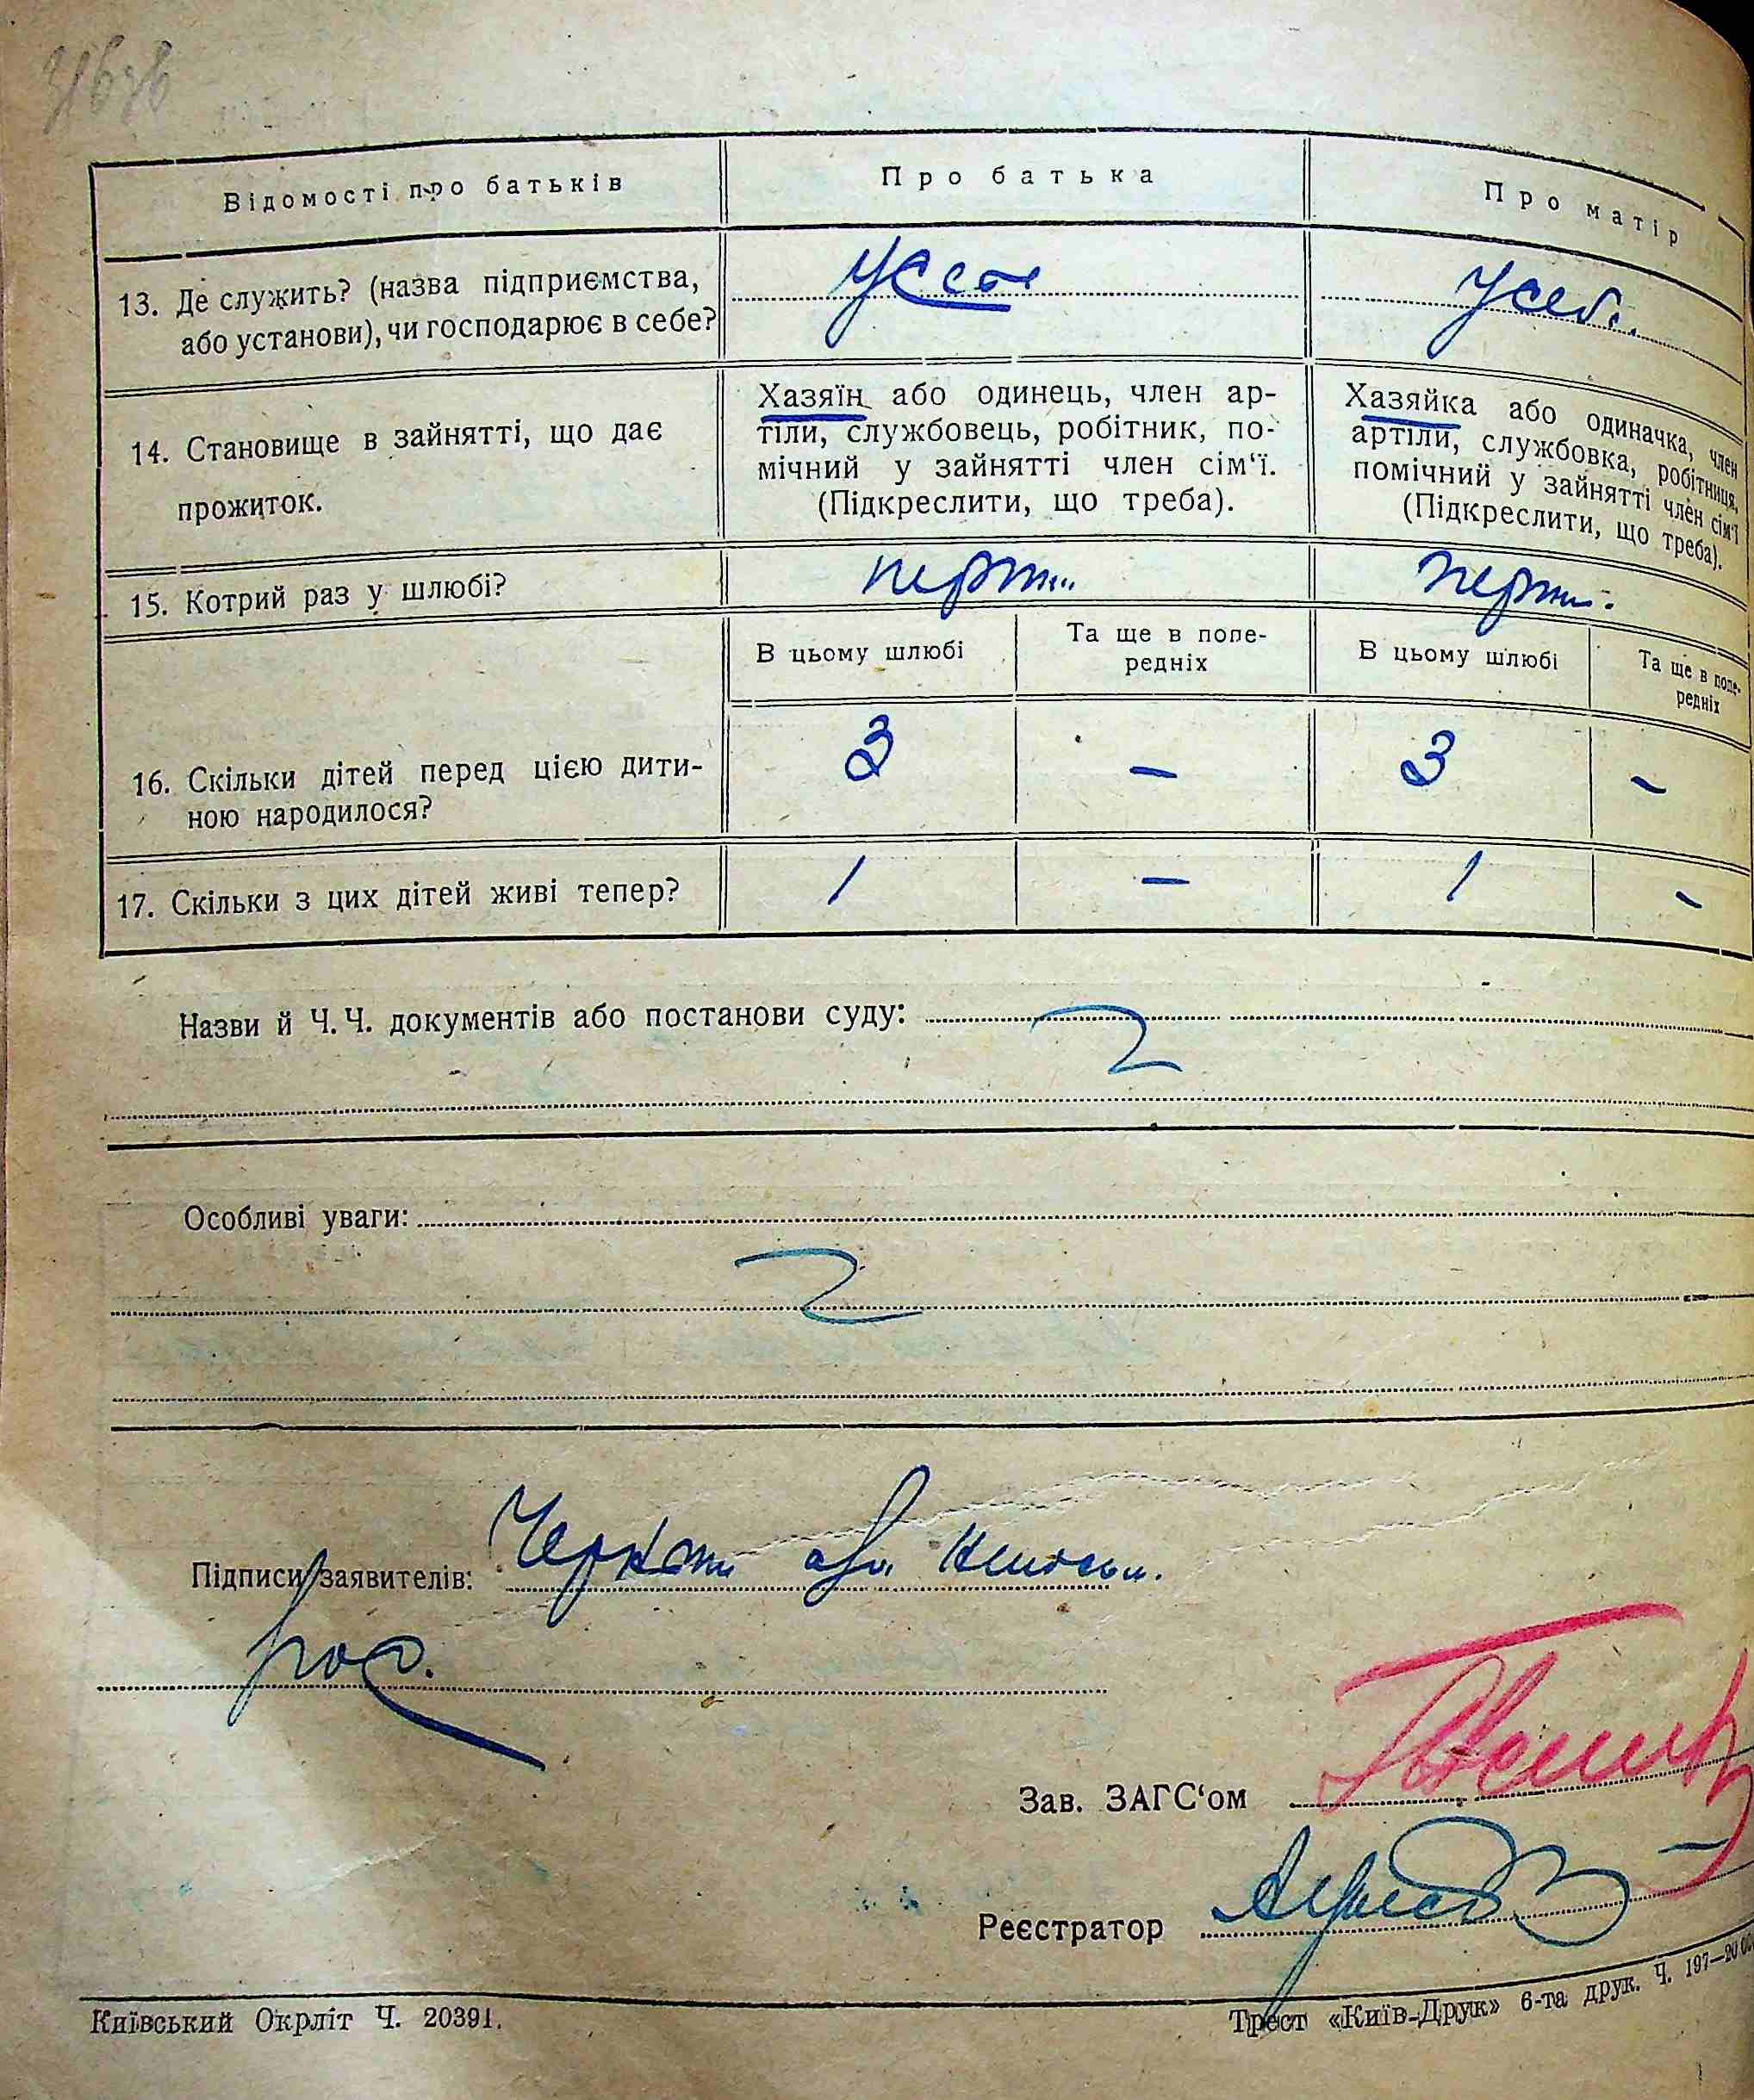 Відомості про батьків
Про батька
Про матір
13. Де служить? (назва підприємства,
або установи), чи господарює в себе?
у себе
у себе
14. Становище в зайнятті, що дає
прожиток.
Хазяїн або одинець, член ар-
тіли, службовець, робітник, по-
мічний у зайнятті член сім‘ї.
(Підкреслити, що треба).
Хазяйка або одиначка, член
артіли, службовка, робітниця,
помічний у зайнятті член сім‘ї
(Підкреслити, що треба).
15. Котрий раз у шлюбі?
В цьому шлюбі
Та ще в попе-
редніх
В цьому шлюбі
Та ще в попе-
редніх
16. Скільки дітей перед цією дити-
ною народилося?
3 — 3 —
17. Скільки з цих дітей живі тепер?
1 — 1 —
Назви й Ч.Ч. документів або постанови суду:
Особливі уваги:
Підписи заявителів:
Зав. ЗАГС‘ом
Реєстратор
Київський Окрліт Ч. 20391.
Трест «Київ-Друк» 6-та друк. Ч. 197—20.00